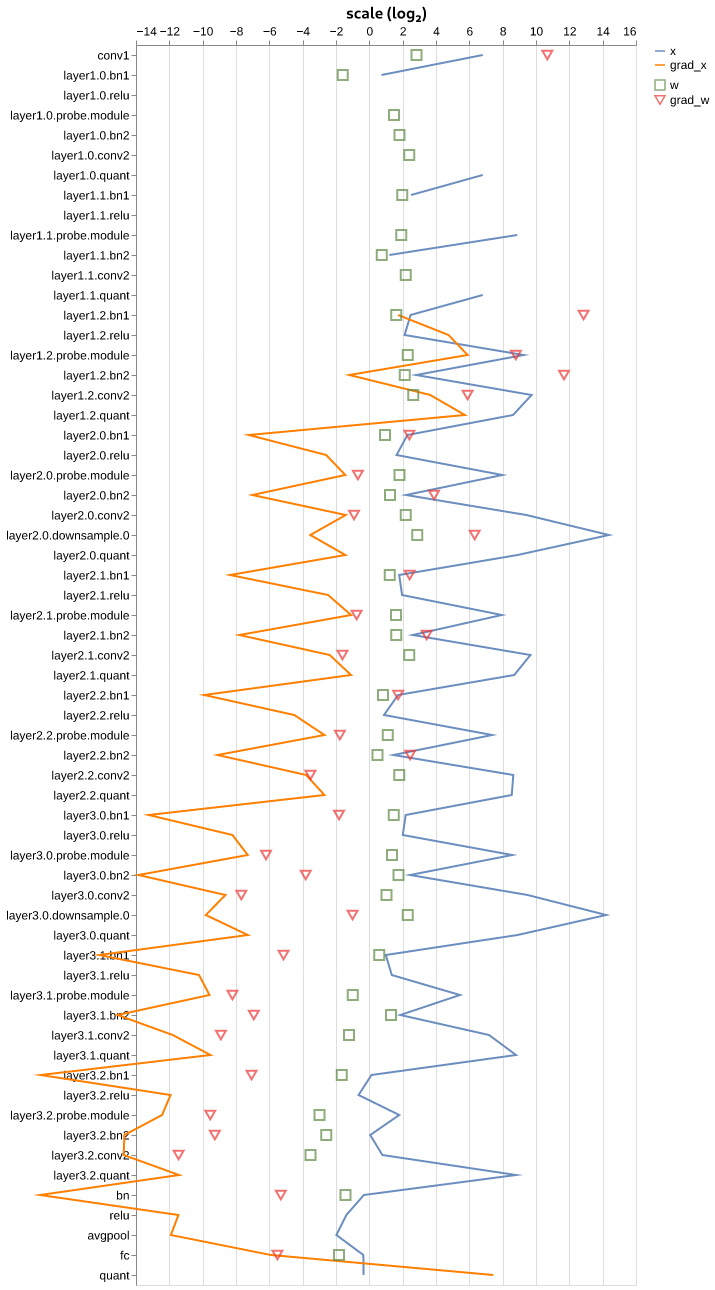 scale (log₂)
−14 −12 −10 −8 −6 −4 −2 0 2 4 6 8 10 12 14 16
x
grad_x
w
grad_w
conv1
layer1.0.bn1
layer1.0.relu
layer1.0.probe.module
layer1.0.bn2
layer1.0.conv2
layer1.0.quant
layer1.1.bn1
layer1.1.relu
layer1.1.probe.module
layer1.1.bn2
layer1.1.conv2
layer1.1.quant
layer1.2.bn1
layer1.2.relu
layer1.2.probe.module
layer1.2.bn2
layer1.2.conv2
layer1.2.quant
layer2.0.bn1
layer2.0.relu
layer2.0.probe.module
layer2.0.bn2
layer2.0.conv2
layer2.0.downsample.0
layer2.0.quant
layer2.1.bn1
layer2.1.relu
layer2.1.probe.module
layer2.1.bn2
layer2.1.conv2
layer2.1.quant
layer2.2.bn1
layer2.2.relu
layer2.2.probe.module
layer2.2.bn2
layer2.2.conv2
layer2.2.quant
layer3.0.bn1
layer3.0.relu
layer3.0.probe.module
layer3.0.bn2
layer3.0.conv2
layer3.0.downsample.0
layer3.0.quant
layer3.1.bn1
layer3.1.relu
layer3.1.probe.module
layer3.1.bn2
layer3.1.conv2
layer3.1.quant
layer3.2.bn1
layer3.2.relu
layer3.2.probe.module
layer3.2.bn2
layer3.2.conv2
layer3.2.quant
bn
relu
avgpool
fc
quant